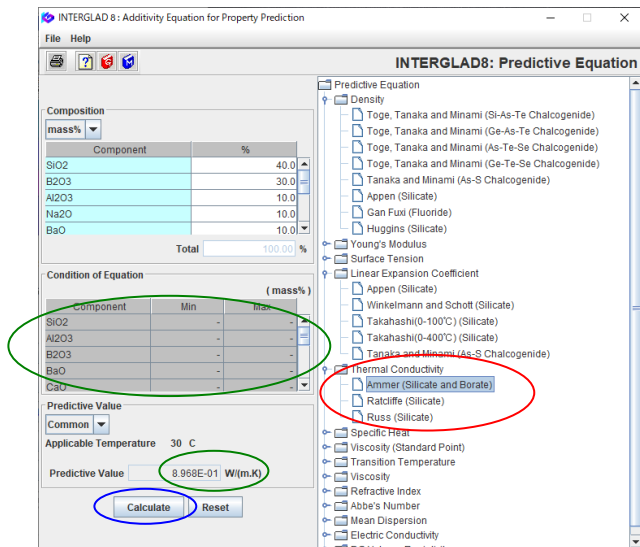 INTERGLAD 8 : Additivity Equation for Property Prediction
File Help
INTERGLAD8: Predictive Equation
Composition
mass%
Component %
SiO2 40.0
B2O3 30.0
Al2O3 10.0
Na2O 10.0
BaO 10.0
Total 100.00 %
Condition of Equation
( mass% )
Component Min Max
SiO2 - -
Al2O3 - -
B2O3 - -
BaO - -
CaO - -
Predictive Value
Common
Applicable Temperature 30 C
Predictive Value 8.968E-01 W/(m.K)
Calculate Reset
Predictive Equation
Density
Toge, Tanaka and Minami (Si-As-Te Chalcogenide)
Toge, Tanaka and Minami (Ge-As-Te Chalcogenide)
Toge, Tanaka and Minami (As-Te-Se Chalcogenide)
Toge, Tanaka and Minami (Ge-Te-Se Chalcogenide)
Tanaka and Minami (As-S Chalcogenide)
Appen (Silicate)
Gan Fuxi (Fluoride)
Huggins (Silicate)
Young's Modulus
Surface Tension
Linear Expansion Coefficient
Appen (Silicate)
Winkelmann and Schott (Silicate)
Takahashi(0-100℃) (Silicate)
Takahashi(0-400℃) (Silicate)
Tanaka and Minami (As-S Chalcogenide)
Thermal Conductivity
Ammer (Silicate and Borate)
Ratcliffe (Silicate)
Russ (Silicate)
Specific Heat
Viscosity (Standard Point)
Transition Temperature
Viscosity
Refractive Index
Abbe's Number
Mean Dispersion
Electric Conductivity